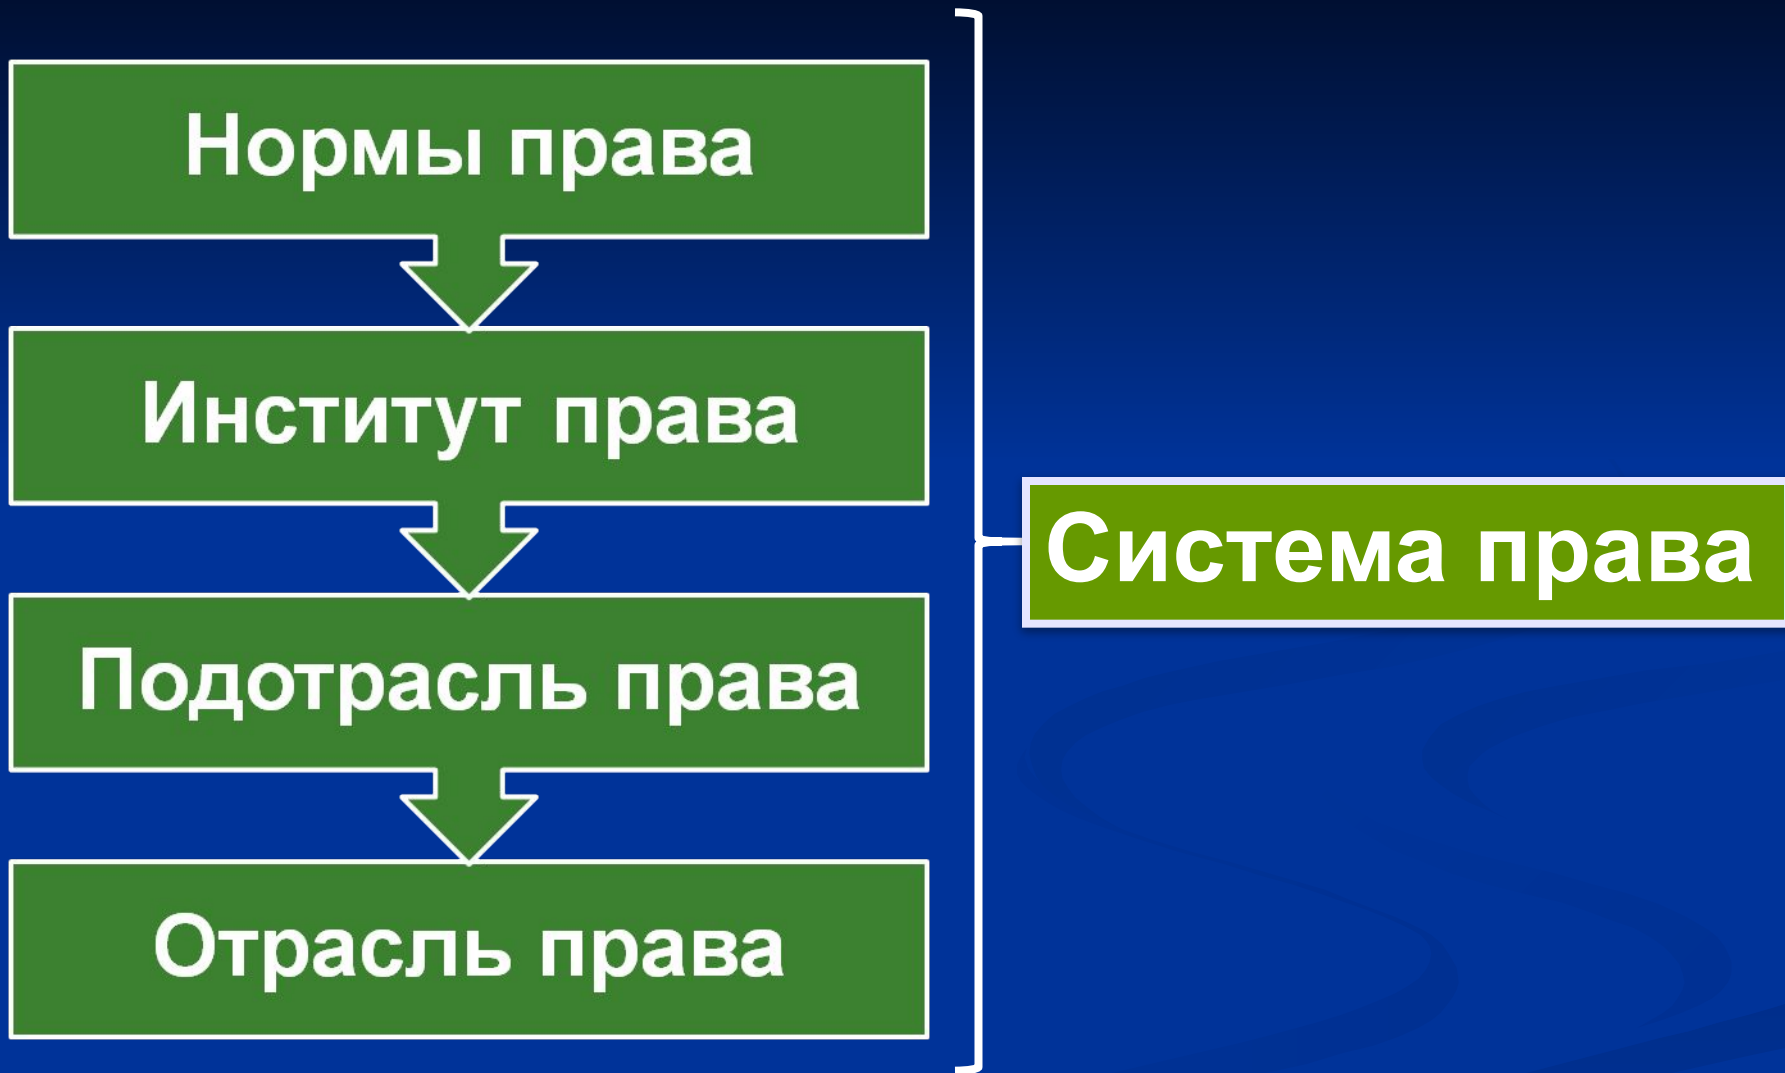 Нормы права
Институт права
Подотрасль права
Отрасль права
Система права